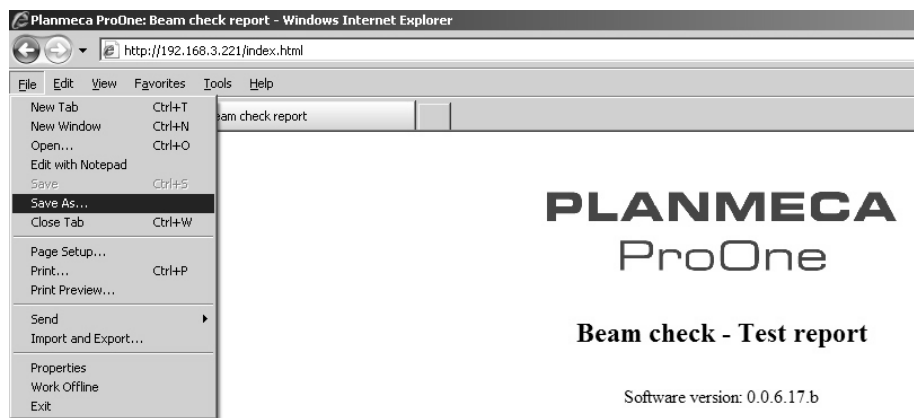 Planmeca ProOne: Beam check report - Windows Internet Explorer
http://192.168.3.221/index.html
File Edit View Favorites Tools Help
New Tab Ctrl+T
New Window Ctrl+N
Open... Ctrl+O
Edit with Notepad
Save Ctrl+S
Save As...
Close Tab Ctrl+W
Page Setup...
Print... Ctrl+P
Print Preview...
Send
Import and Export...
Properties
Work Offline
Exit
eam check report
PLANMECA
ProOne
Beam check - Test report
Software version: 0.0.6.17.b